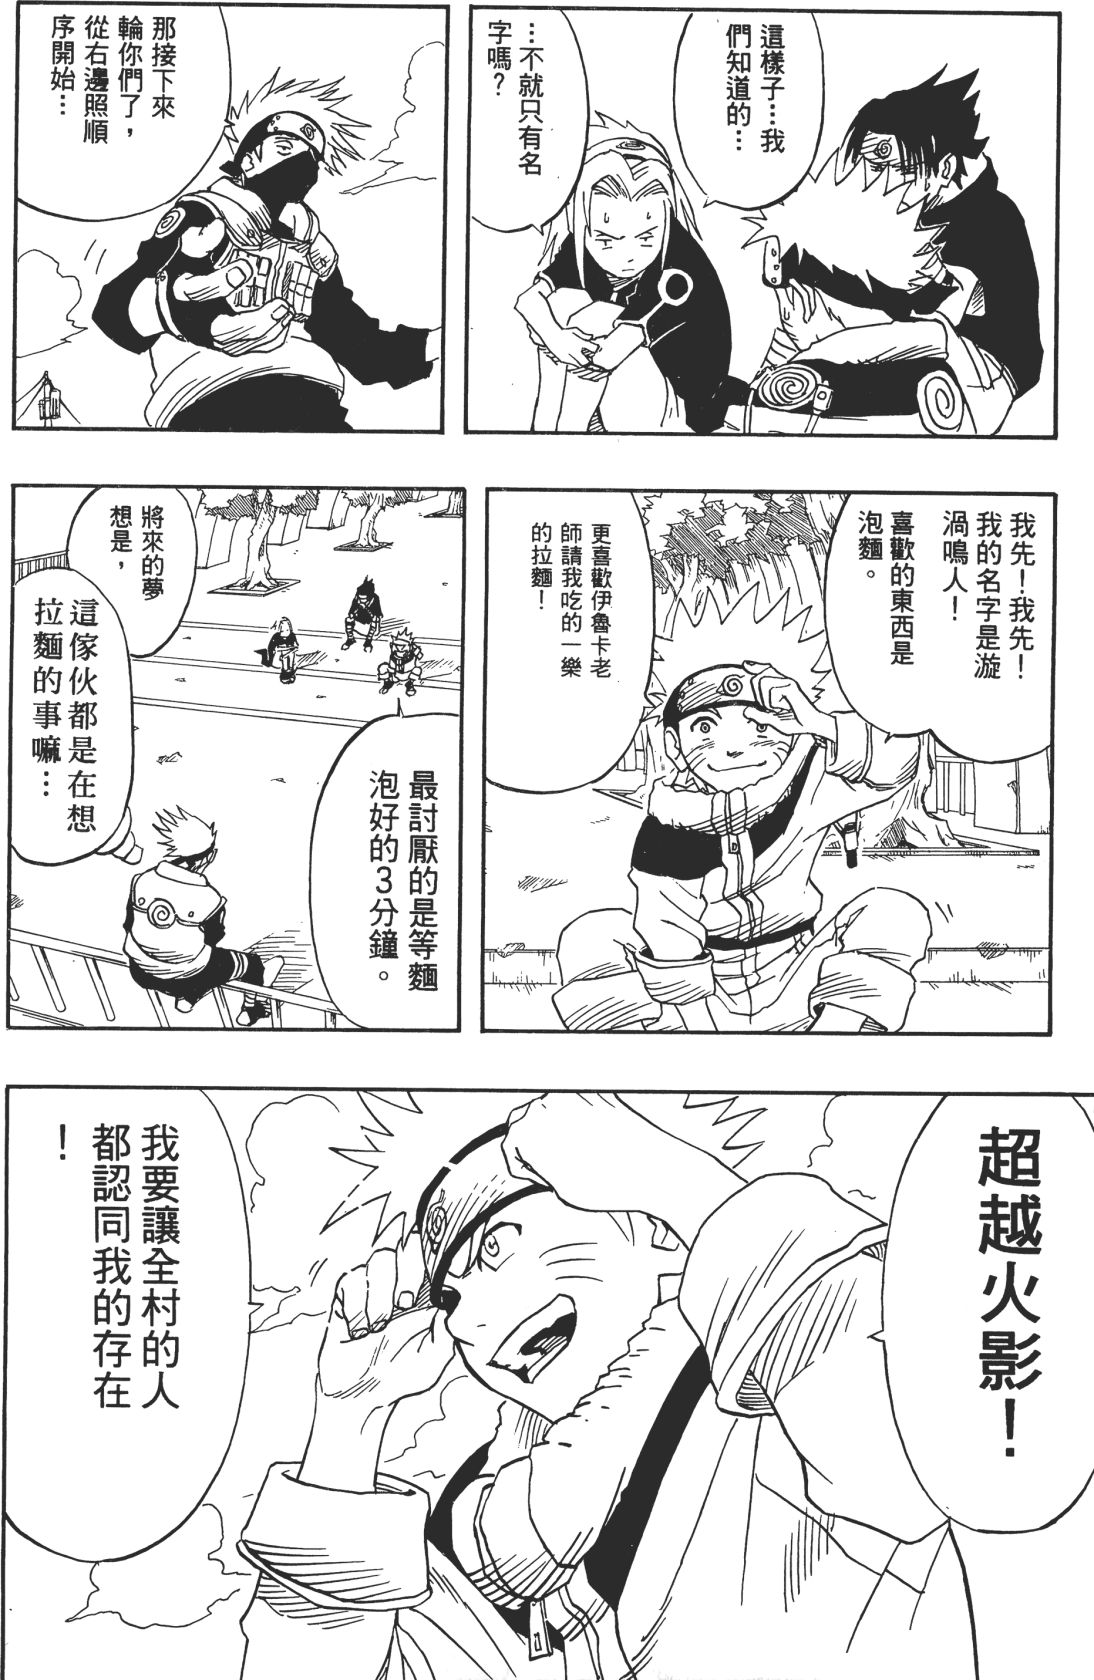 這樣子…我
們知道的…
…不就只有名
字嗎？
那接下來
輪你們了，
從右邊照順
序開始…
我先！我先！
我的名字是漩
渦鳴人！
喜歡的東西是
泡麵。
更喜歡伊魯卡老
師請我吃的一樂
的拉麵！
最討厭的是等麵
泡好的3分鐘。
將來的夢
想是，
這傢伙都是在想
拉麵的事嘛…
超越火影！
我要讓全村的人
都認同我的存在
！